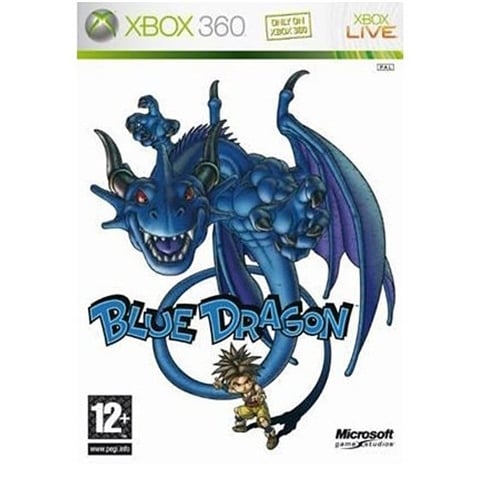 XBOX 360
ONLY ON
XBOX 360
XBOX
LIVE
PAL
BLUE DRAGON
12+
www.pegi.info
Microsoft
game studios